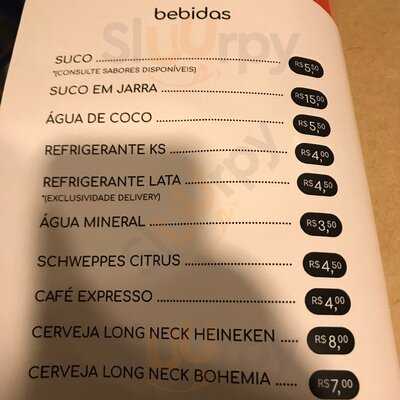 bebidas
SUCO ........ R$5,50
*(CONSULTE SABORES DISPONÍVEIS)
SUCO EM JARRA ........ R$15,00
ÁGUA DE COCO ........ R$5,50
REFRIGERANTE KS ........ R$4,00
REFRIGERANTE LATA ........ R$4,50
*(EXCLUSIVIDADE DELIVERY)
ÁGUA MINERAL ........ R$3,50
SCHWEPPES CITRUS ........ R$4,50
CAFÉ EXPRESSO ........ R$4,00
CERVEJA LONG NECK HEINEKEN ..... R$8,00
CERVEJA LONG NECK BOHEMIA ..... R$7,00
Sluurpy